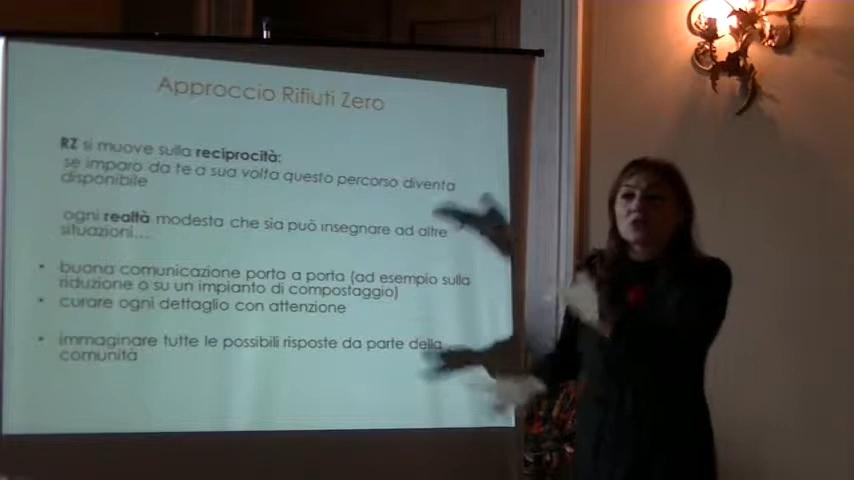 Approccio Rifiuti Zero
RZ si muove sulla reciprocità:
se imparo da te a sua volta questo percorso diventa
disponibile
ogni realtà modesta che sia può insegnare ad altre
situazioni...
• buona comunicazione porta a porta (ad esempio sulla
riduzione o su un impianto di compostaggio)
• curare ogni dettaglio con attenzione
• immaginare tutte le possibili risposte da parte della
comunità